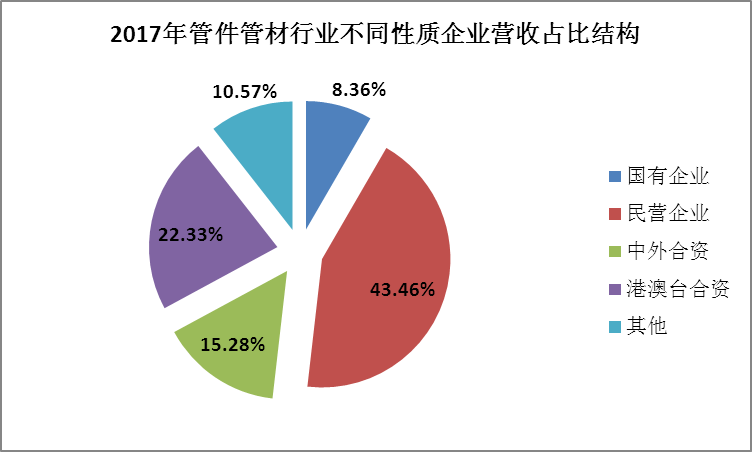 2017年管件管材行业不同性质企业营收占比结构
10.57%
8.36%
22.33%
43.46%
15.28%
国有企业
民营企业
中外合资
港澳台合资
其他